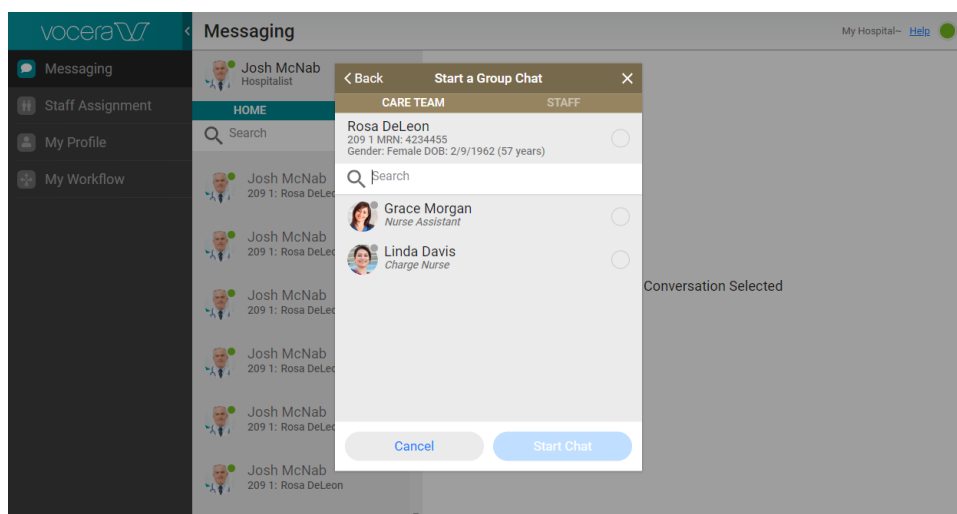 vocera
Messaging
My Hospital~ Help
Messaging
Staff Assignment
My Profile
My Workflow
Josh McNab
Hospitalist
HOME
Search
Josh McNab
209 1: Rosa DeLeo
Josh McNab
209 1: Rosa DeLeo
Josh McNab
209 1: Rosa DeLeo
Josh McNab
209 1: Rosa DeLeo
Josh McNab
209 1: Rosa DeLeo
Josh McNab
209 1: Rosa DeLeon
Back
Start a Group Chat
CARE TEAM
STAFF
Rosa DeLeon
209 1 MRN: 4234455
Gender: Female DOB: 2/9/1962 (57 years)
Search
Grace Morgan
Nurse Assistant
Linda Davis
Charge Nurse
Cancel
Start Chat
Conversation Selected